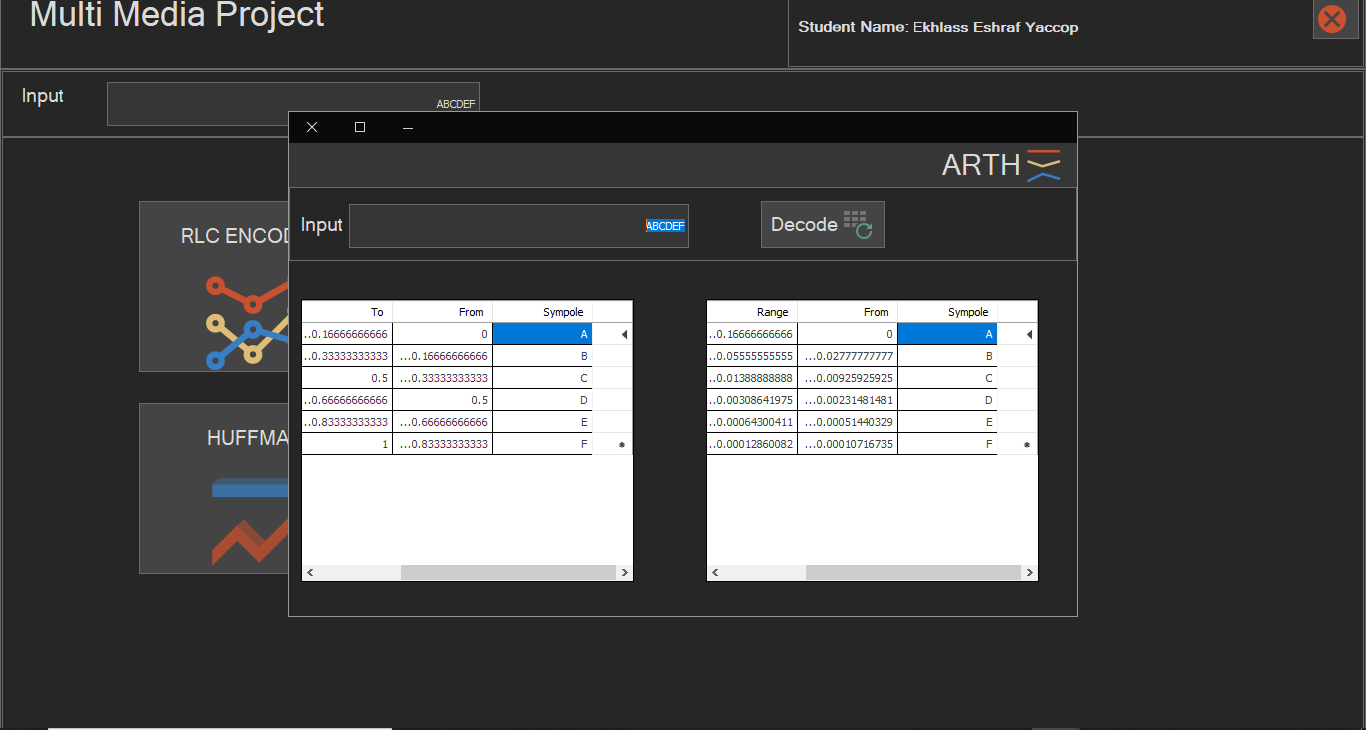 Multi Media Project
Student Name: Ekhlass Eshraf Yaccop
Input
ABCDEF
ARTH
Input
ABCDEF
Decode
RLC ENCOD
HUFFMA
To From Sympole
..0.16666666666 0 A
..0.33333333333 ...0.16666666666 B
0.5 ...0.33333333333 C
..0.66666666666 0.5 D
..0.83333333333 ...0.66666666666 E
1 ...0.83333333333 F
Range From Sympole
..0.16666666666 0 A
..0.05555555555 ...0.02777777777 B
..0.01388888888 ...0.00925925925 C
..0.00308641975 ...0.00231481481 D
..0.00064300411 ...0.00051440329 E
..0.00012860082 ...0.00010716735 F